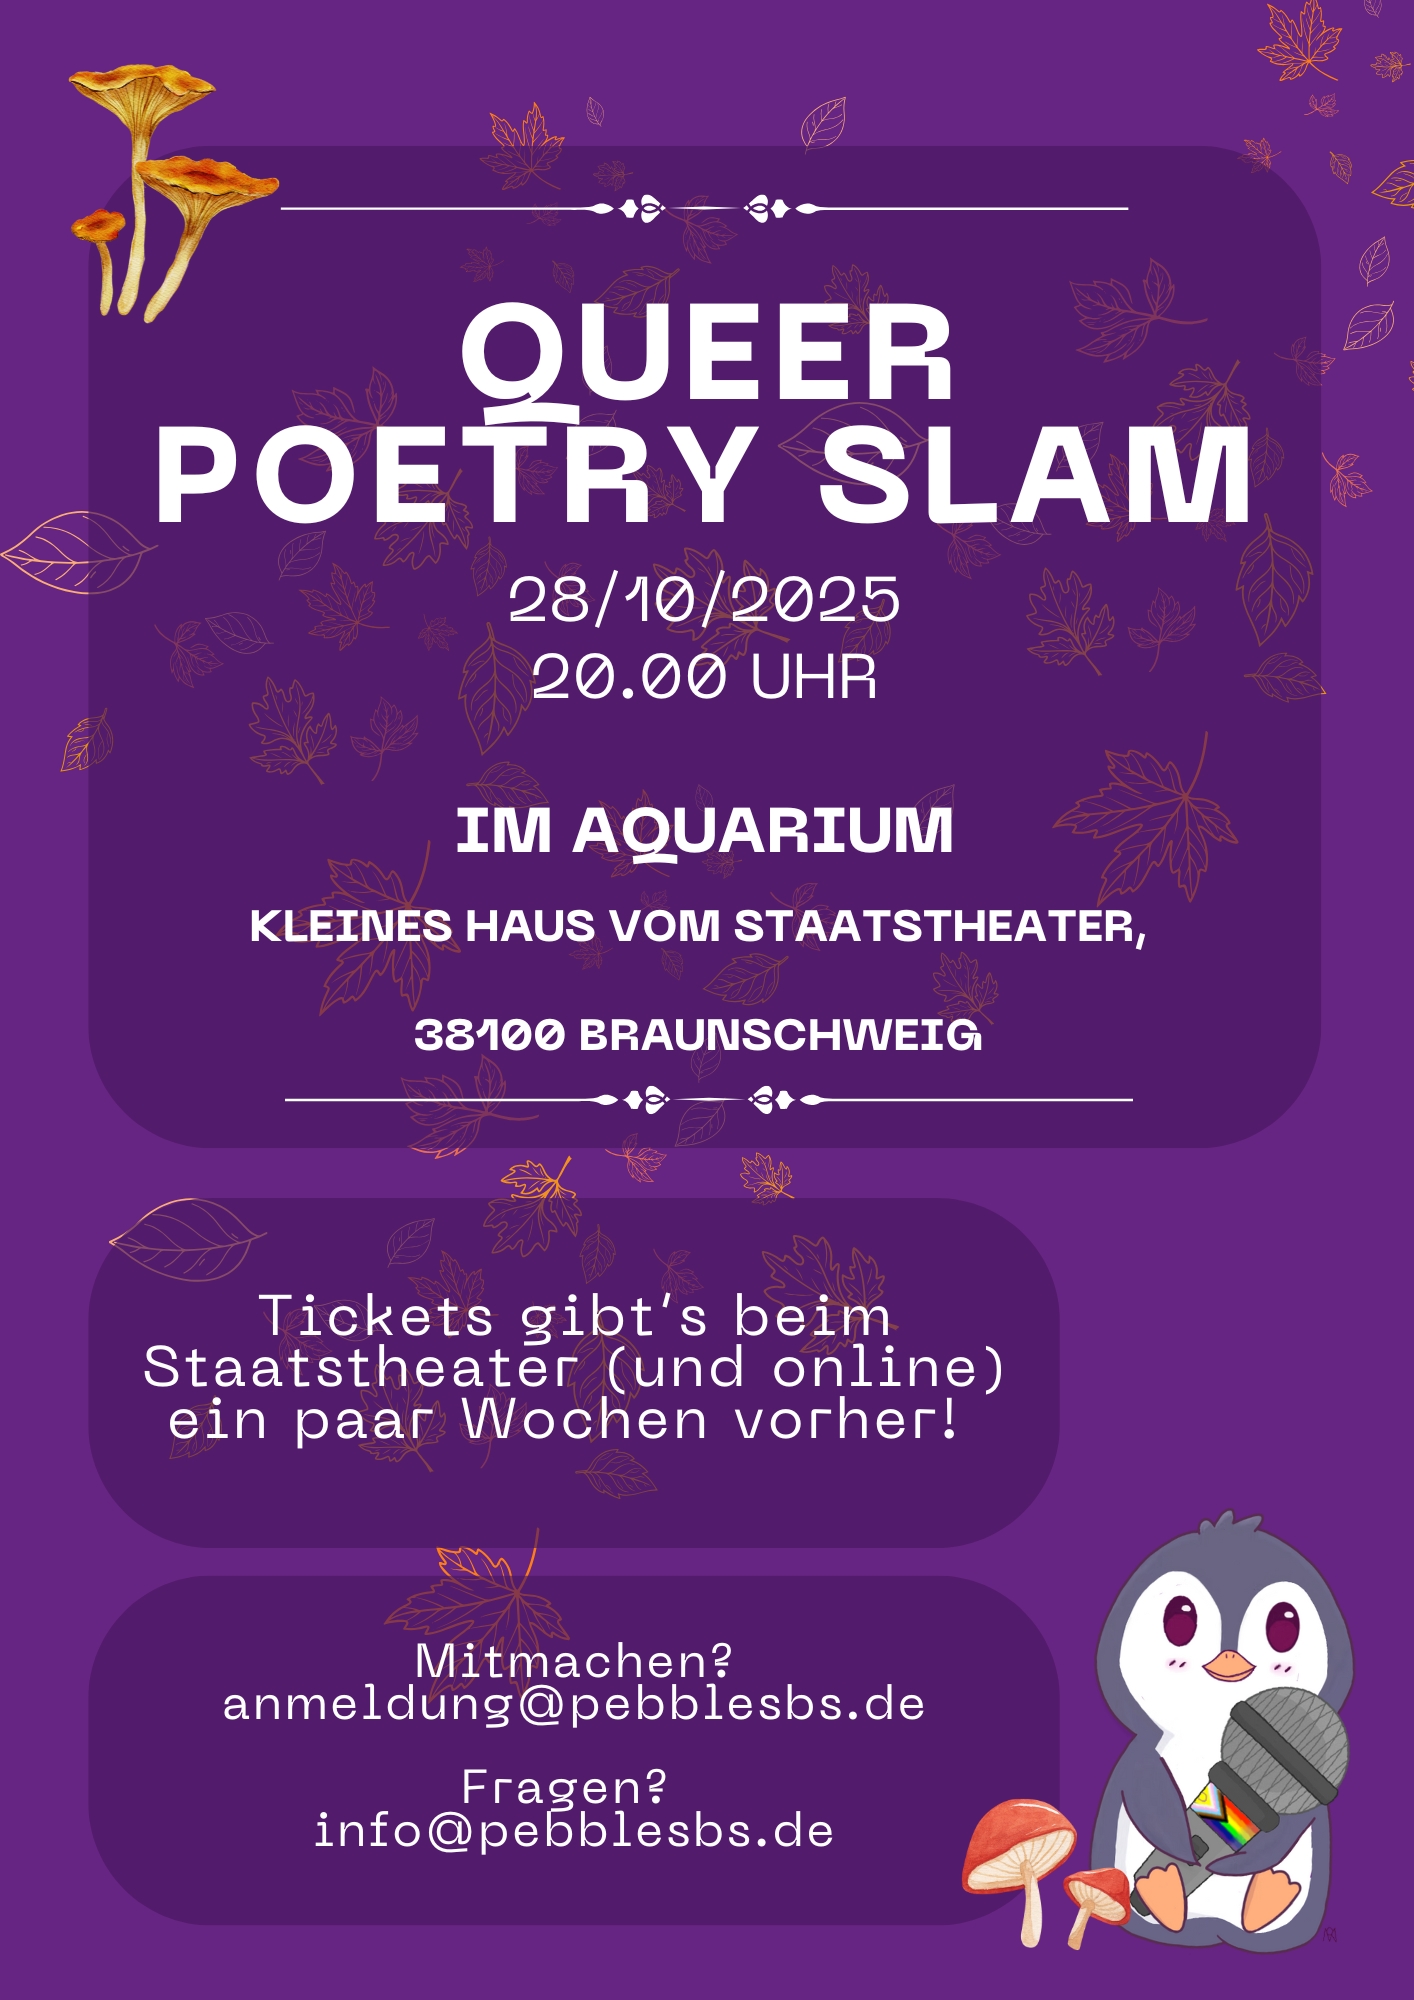 QUEER
POETRY SLAM
28/10/2025
20.00 UHR
IM AQUARIUM
KLEINES HAUS VOM STAATSTHEATER,
38100 BRAUNSCHWEIG
Tickets gibt's beim
Staatstheater (und online)
ein paar Wochen vorher!
Mitmachen?
anmeldung@pebblesbs.de
Fragen?
info@pebblesbs.de